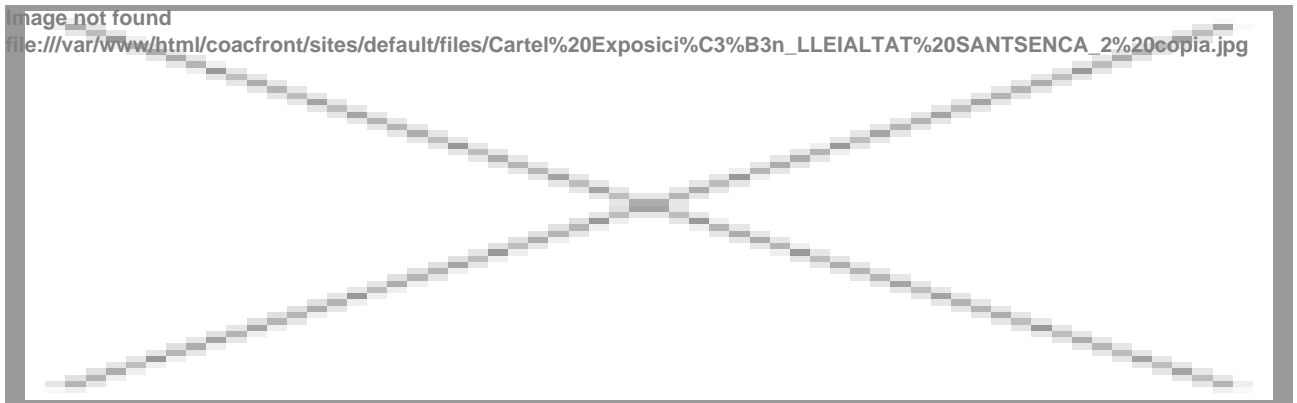 Image not found
file:///var/www/html/coacfront/sites/default/files/Cartel%20Exposici%C3%B3n_LLEIALTAT%20SANTSENCA_2%20copia.jpg